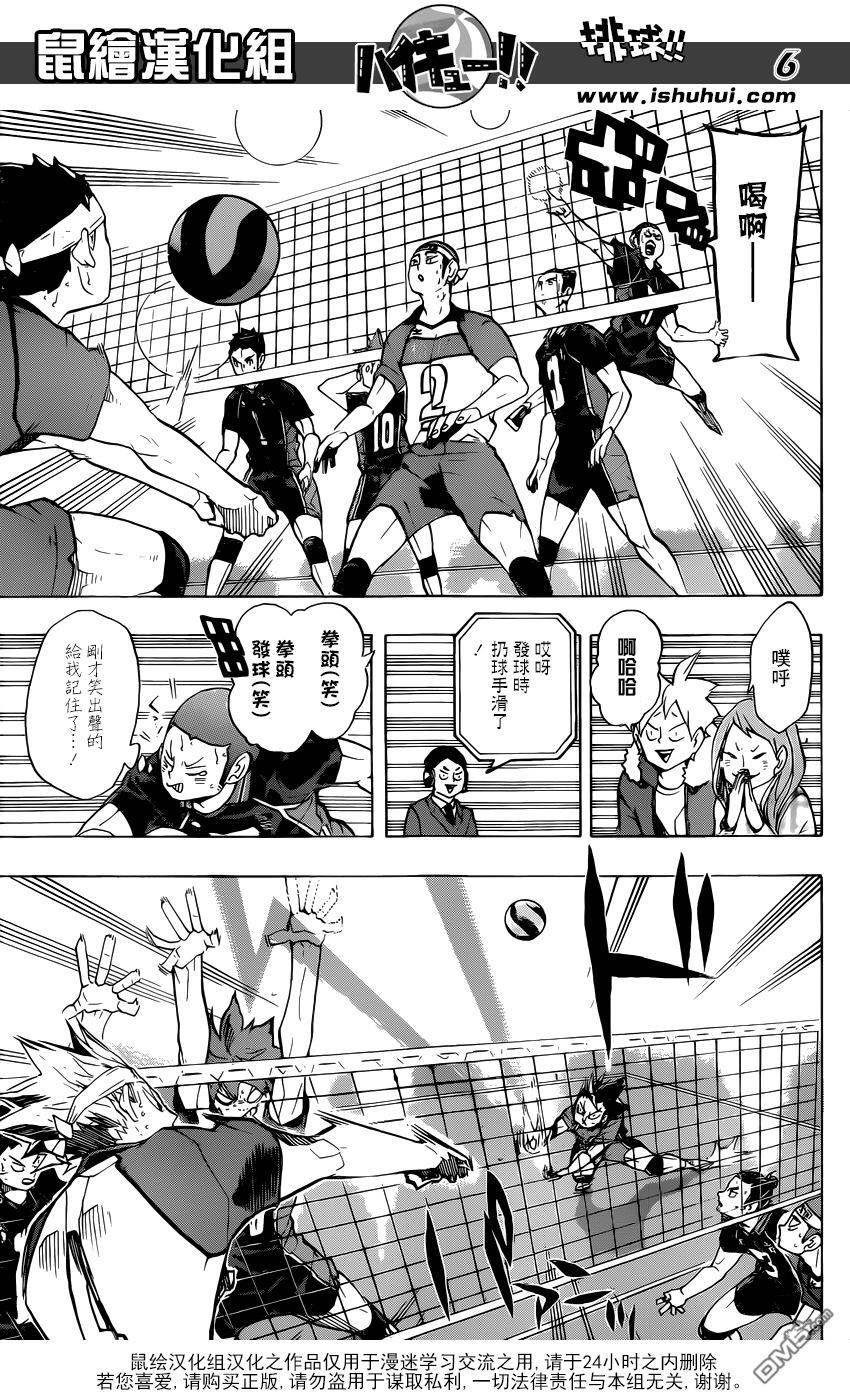 鼠繪漢化組
ハイキュー!!
排球!!
6
www.ishuhui.com
喝啊──
噗呼
啊哈哈
哎呀
發球時
扔球手滑了
！
拳頭(笑)
拳頭
發球(笑)
剛才笑出聲的
給我記住了…！
鼠绘汉化组汉化之作品仅用于漫迷学习交流之用, 请于24小时之内删除
若您喜爱, 请购买正版, 请勿用于谋取私利, 一切法律责任与本组无关, 谢谢.